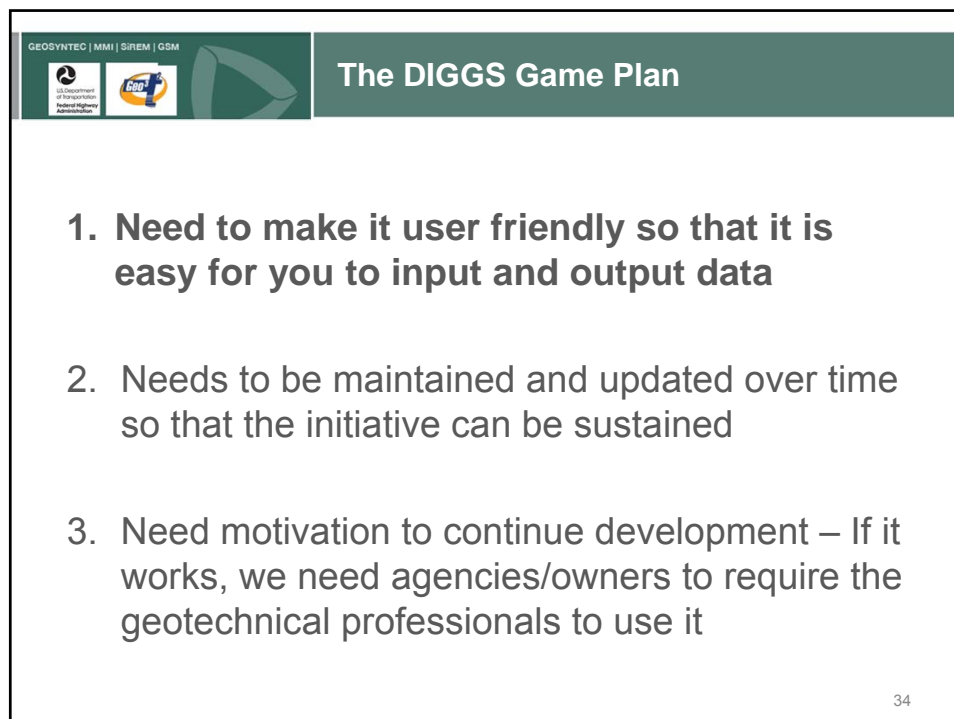 GEOSYNTEC | MMI | SiREM | GSM
U.S. Department
of Transportation
Federal Highway
Administration
Geo3T
The DIGGS Game Plan
1. Need to make it user friendly so that it is
easy for you to input and output data
2. Needs to be maintained and updated over time
so that the initiative can be sustained
3. Need motivation to continue development – If it
works, we need agencies/owners to require the
geotechnical professionals to use it
34